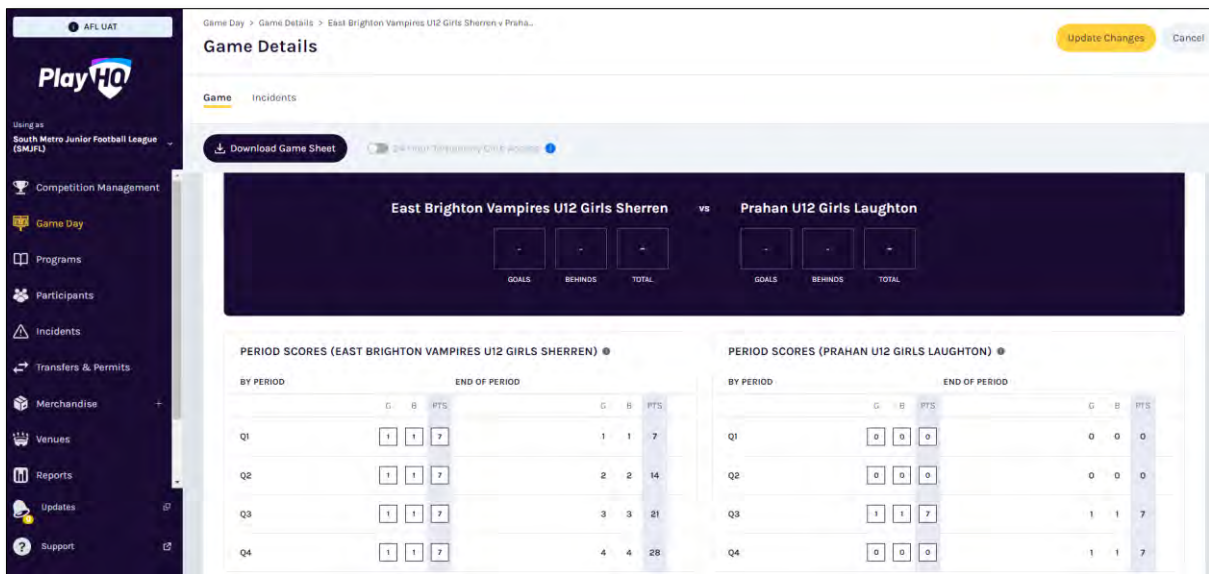 AFL UAT
PlayHQ
Using as
South Metro Junior Football League (SMJFL)
Competition Management
Game Day
Programs
Participants
Incidents
Transfers & Permits
Merchandise +
Venues
Reports
Updates
Support
Game Day > Game Details > East Brighton Vampires U12 Girls Sherren v Praha...
Game Details
Update Changes Cancel
Game Incidents
Download Game Sheet 24 Hour Temporary Club Access
East Brighton Vampires U12 Girls Sherren vs Prahan U12 Girls Laughton
- - - - - -
GOALS BEHINDS TOTAL GOALS BEHINDS TOTAL
PERIOD SCORES (EAST BRIGHTON VAMPIRES U12 GIRLS SHERREN)
BY PERIOD END OF PERIOD
G B PTS G B PTS
Q1 1 1 7 1 1 7
Q2 1 1 7 2 2 14
Q3 1 1 7 3 3 21
Q4 1 1 7 4 4 28
PERIOD SCORES (PRAHAN U12 GIRLS LAUGHTON)
BY PERIOD END OF PERIOD
G B PTS G B PTS
Q1 0 0 0 0 0 0
Q2 0 0 0 0 0 0
Q3 1 1 7 1 1 7
Q4 0 0 0 1 1 7